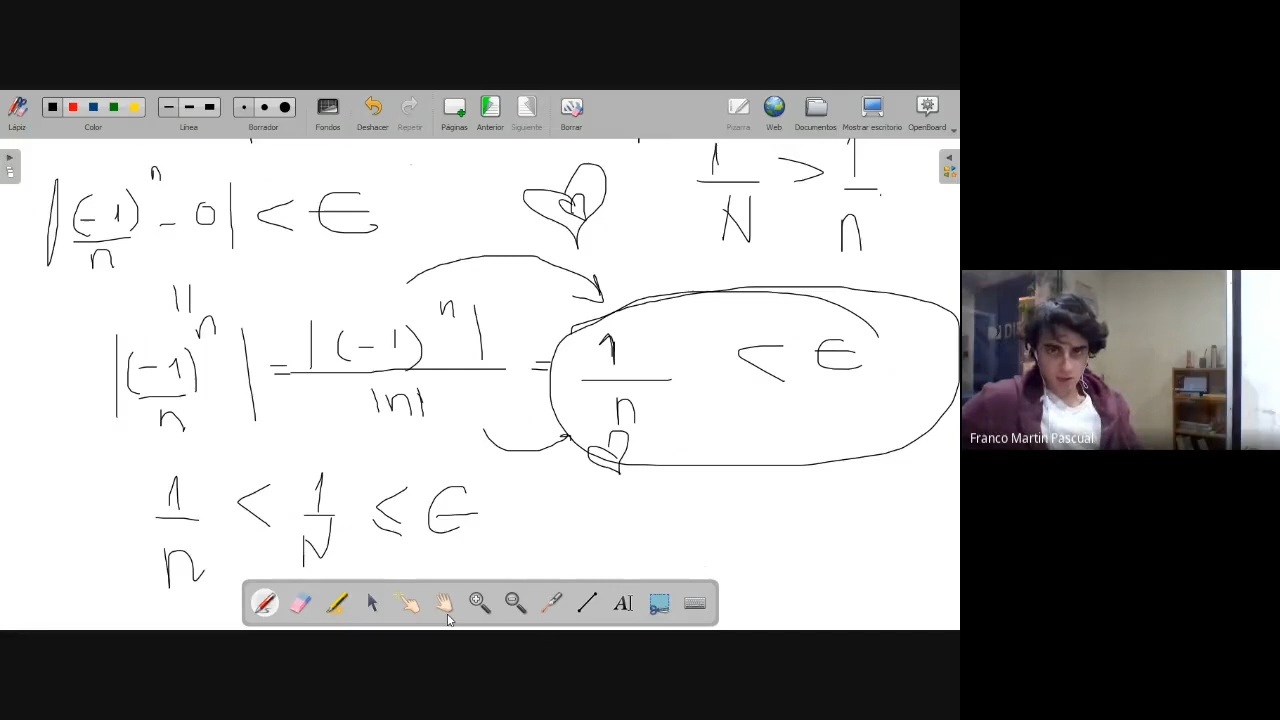 Lápiz Color Línea Borrador Fondos Deshacer Repetir Páginas Anterior Siguiente Borrar Pizarra Web Documentos Mostrar escritorio OpenBoard
1/N > 1/n
|(-1)^n/n - 0| < ε
n
||
|(-1)^n/n| = |(-1)^n|/|n| = 1/n < ε
1/n < 1/N ≤ ε
Franco Martin Pascual